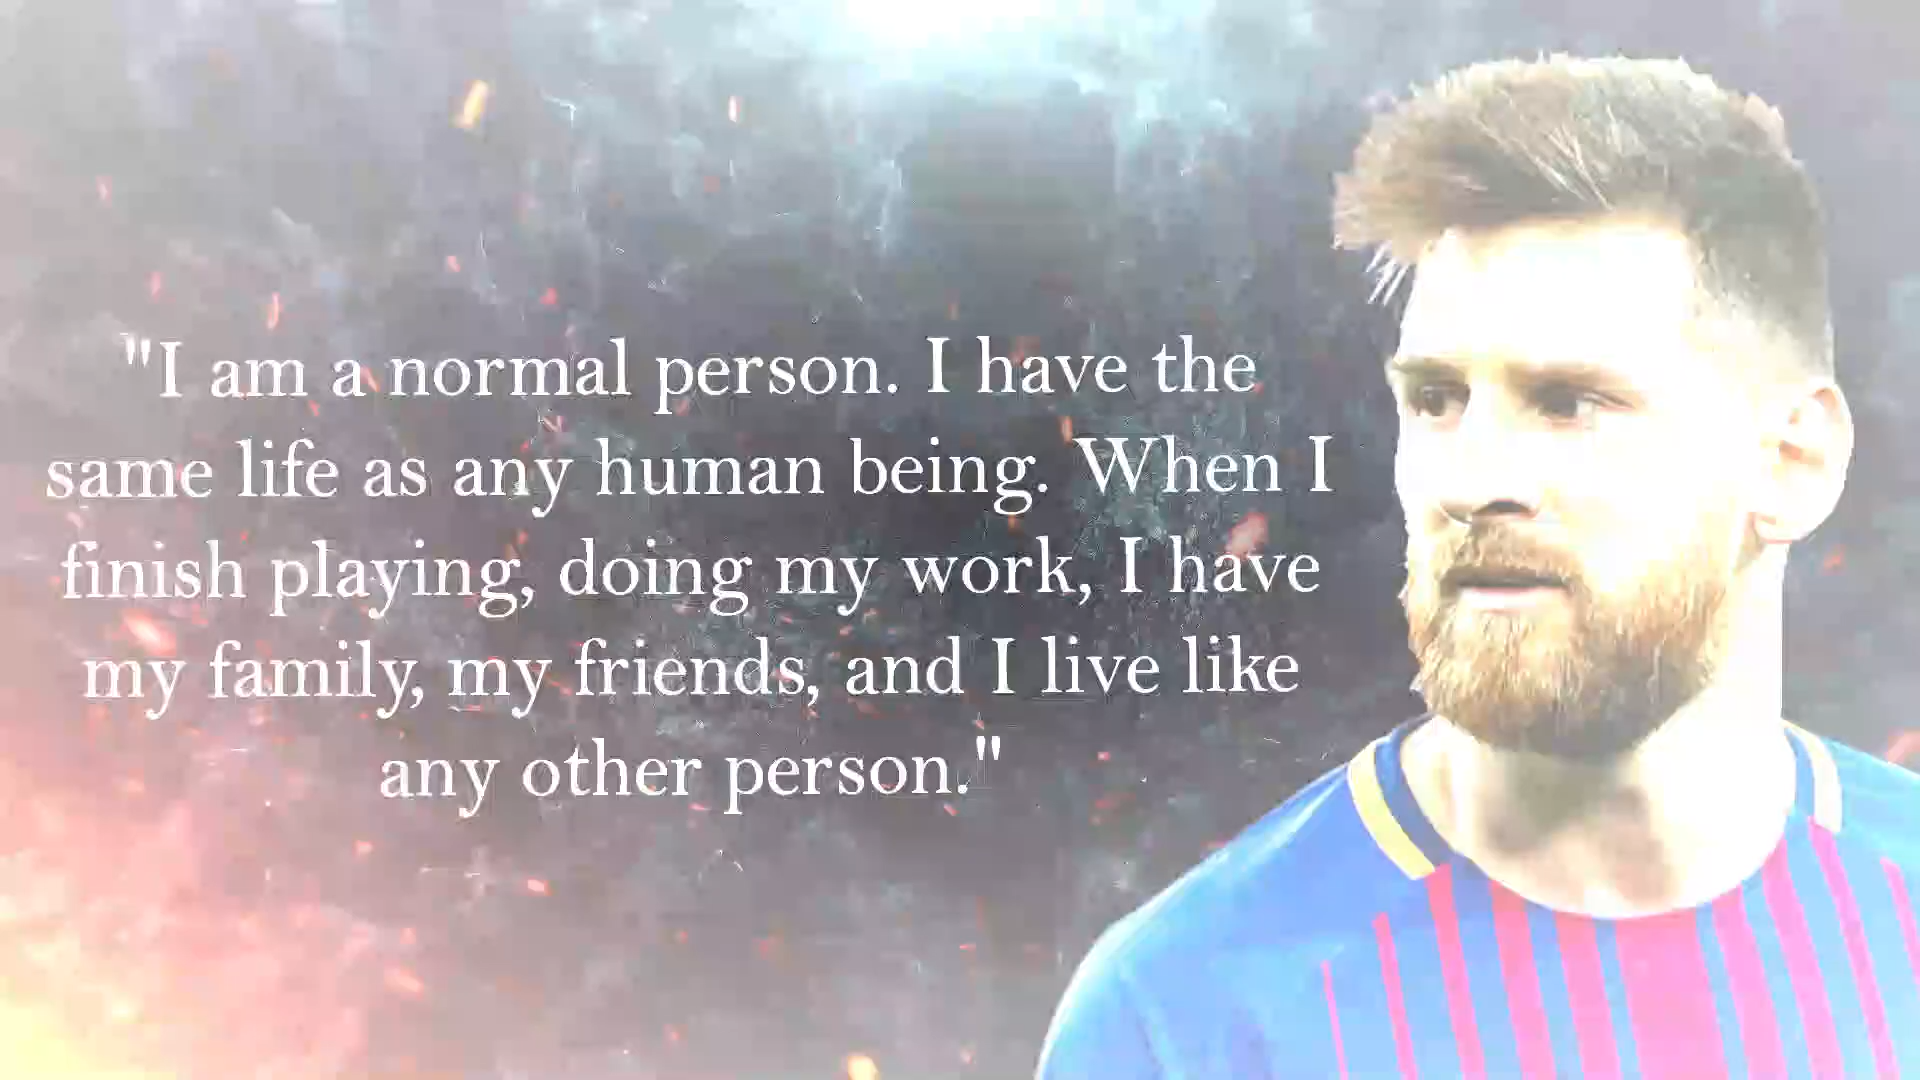 "I am a normal person. I have the
same life as any human being. When I
finish playing, doing my work, I have
my family, my friends, and I live like
any other person."